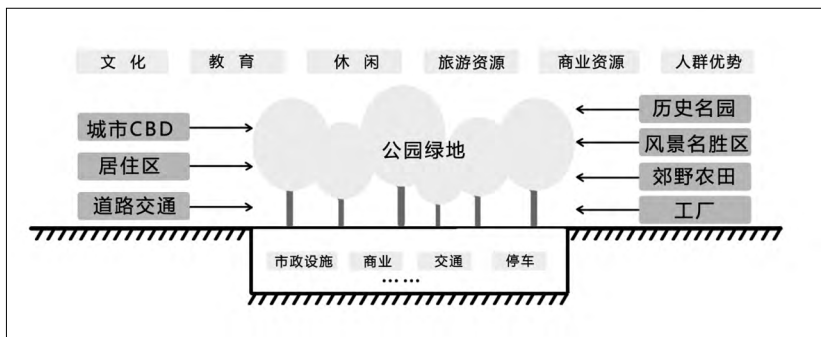 文 化 教 育 休 闲 旅游资源 商业资源 人群优势
城市CBD
居住区
道路交通
公园绿地
历史名园
风景名胜区
郊野农田
工厂
市政设施 商业 交通 停车
……